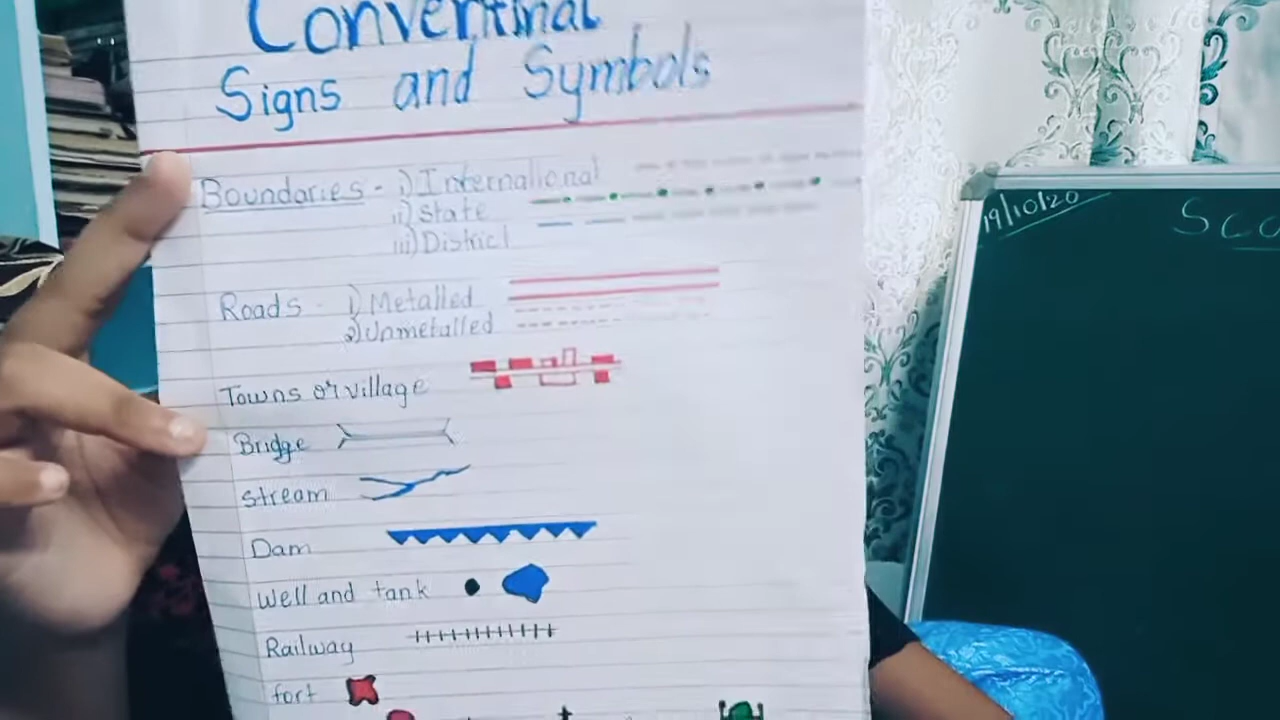 Conventinal
Signs and Symbols
Boundaries - i) International
ii) State
iii) District
Roads - 1) Metalled
2) Unmetalled
Towns or village
Bridge
Stream
Dam
Well and tank
Railway
fort
19/10/20